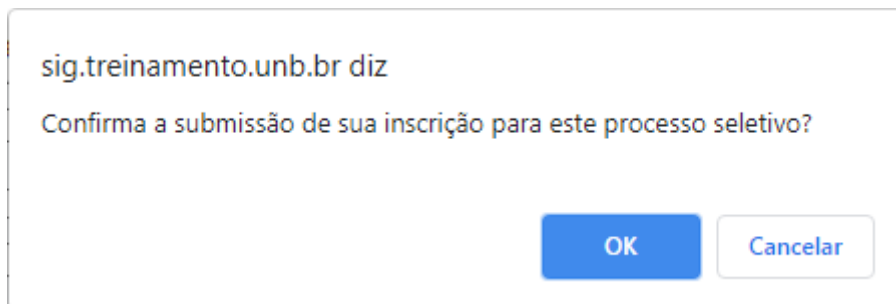 sig.treinamento.unb.br diz
Confirma a submissão de sua inscrição para este processo seletivo?
OK Cancelar